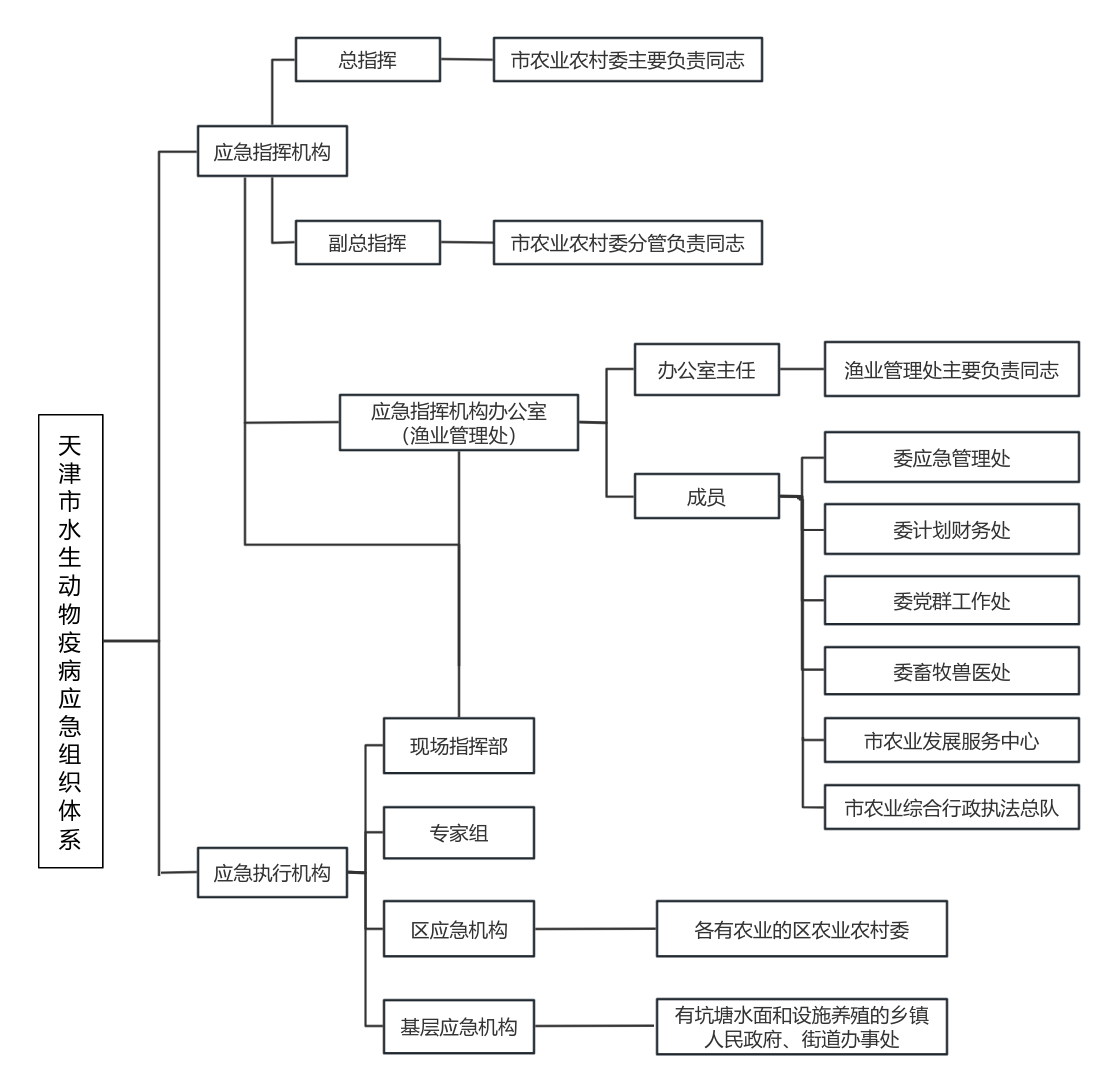 天津市水生动物疫病应急组织体系
应急指挥机构
总指挥
市农业农村委主要负责同志
副总指挥
市农业农村委分管负责同志
应急指挥机构办公室
（渔业管理处）
办公室主任
渔业管理处主要负责同志
成员
委应急管理处
委计划财务处
委党群工作处
委畜牧兽医处
市农业发展服务中心
市农业综合行政执法总队
应急执行机构
现场指挥部
专家组
区应急机构
各有农业的区农业农村委
基层应急机构
有坑塘水面和设施养殖的乡镇
人民政府、街道办事处